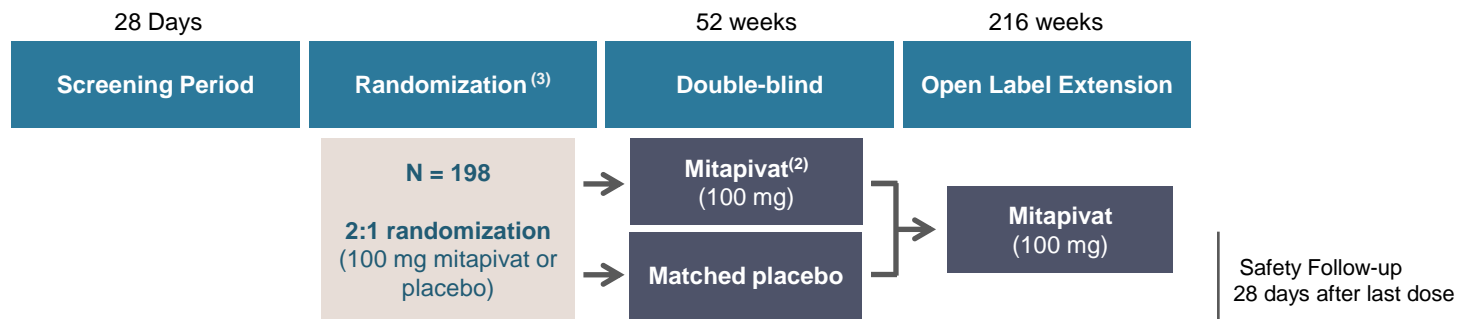 28 Days
52 weeks
216 weeks
Screening Period
Randomization (3)
Double-blind
Open Label Extension
N = 198
2:1 randomization
(100 mg mitapivat or
placebo)
Mitapivat(2)
(100 mg)
Matched placebo
Mitapivat
(100 mg)
Safety Follow-up
28 days after last dose